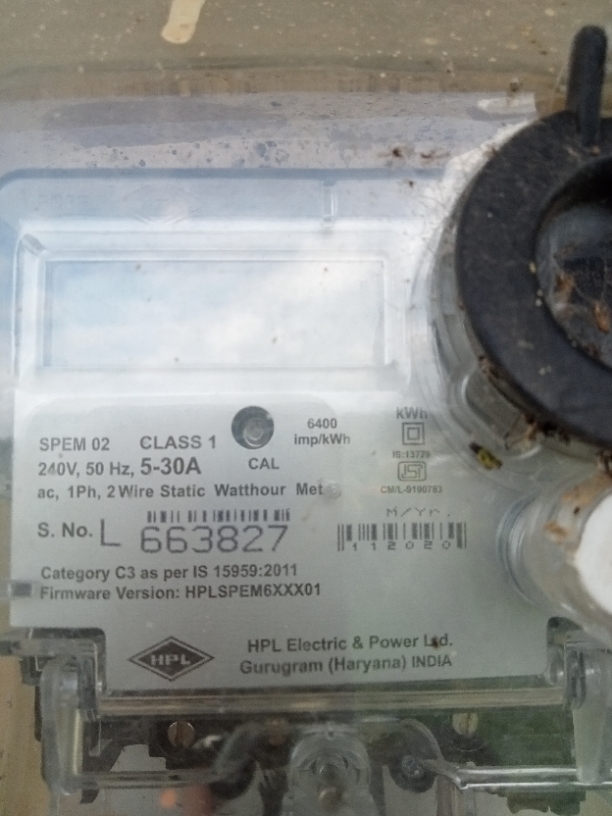 SPEM 02 CLASS 1
6400
imp/kWh
kWh
240V, 50 Hz, 5-30A
CAL
IS:13779
CM/L-9190783
ac, 1Ph, 2 Wire Static Watthour Met
M/Yr.
S. No. L 663827
112020
Category C3 as per IS 15959:2011
Firmware Version: HPLSPEM6XXX01
HPL
HPL Electric & Power Ltd.
Gurugram (Haryana) INDIA